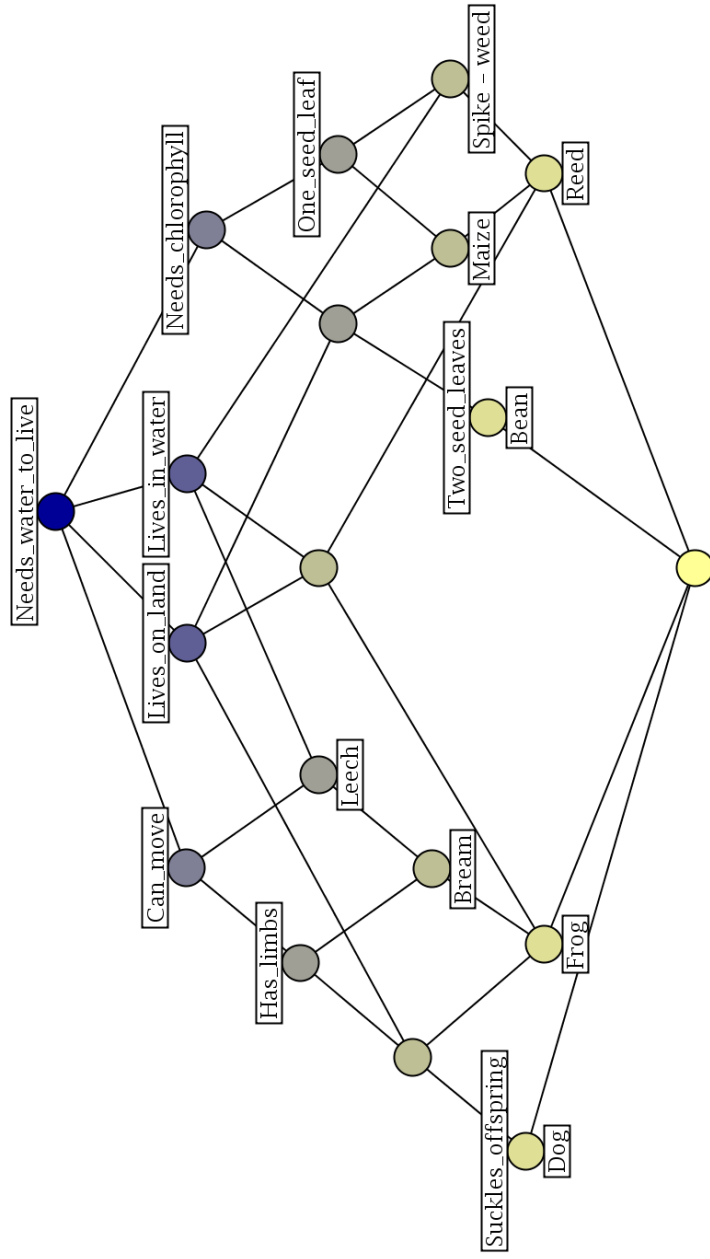 Needs_water_to_live
Needs_chlorophyll
One_seed_leaf
Spike – weed
Lives_in_water
Lives_on_land
Maize
Reed
Two_seed_leaves
Bean
Can_move
Leech
Has_limbs
Bream
Frog
Suckles_offspring
Dog